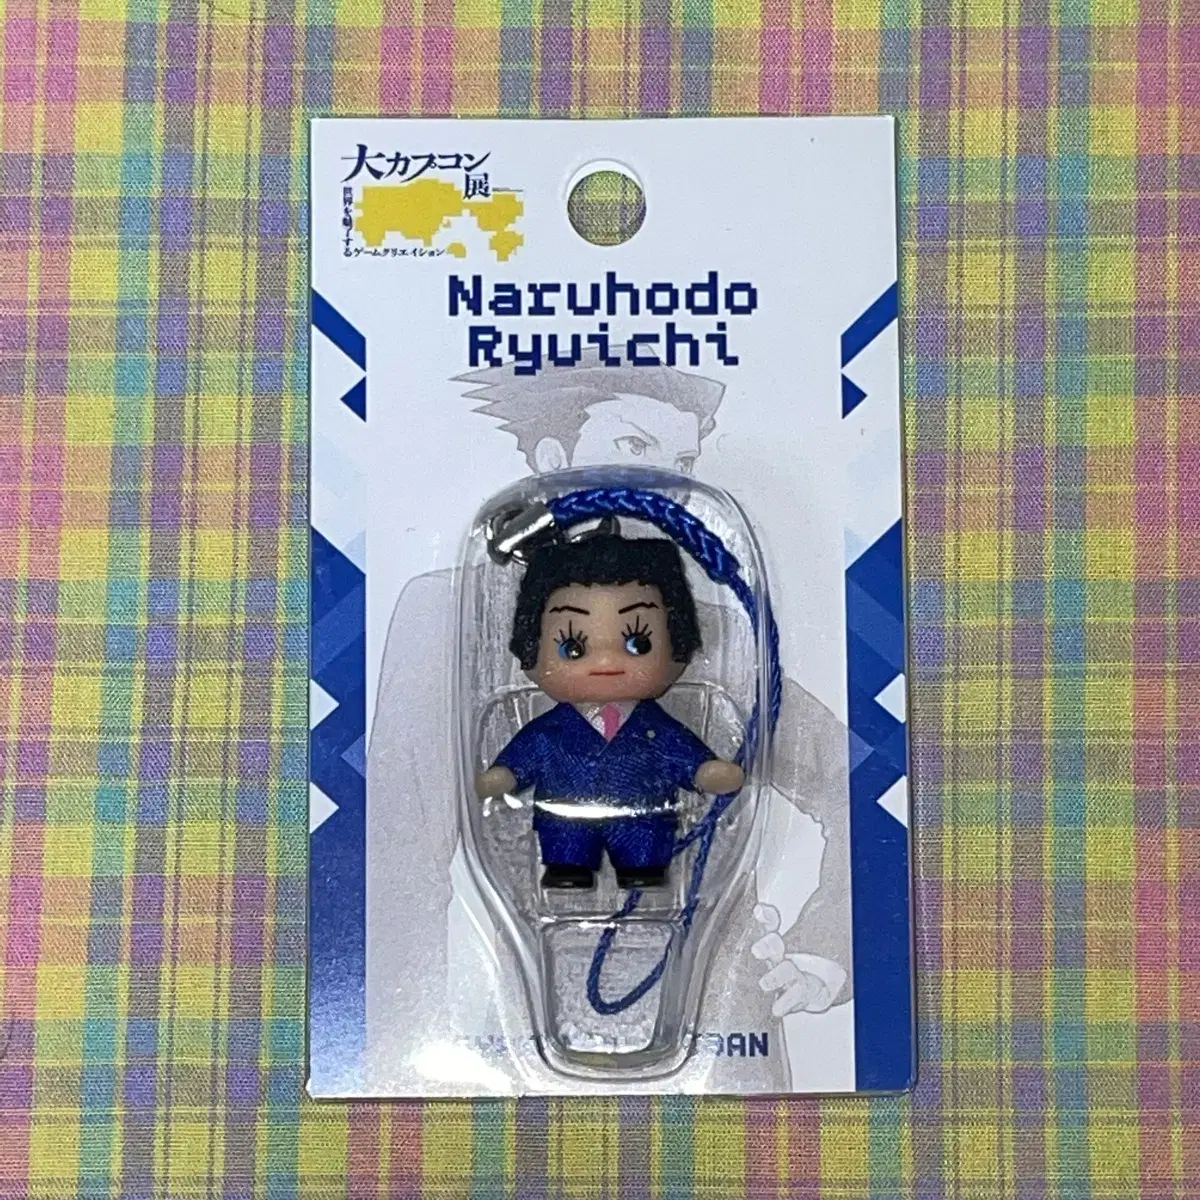 大カプコン展
世界を魅了する
ゲームクリエイション
Naruhodo
Ryuichi